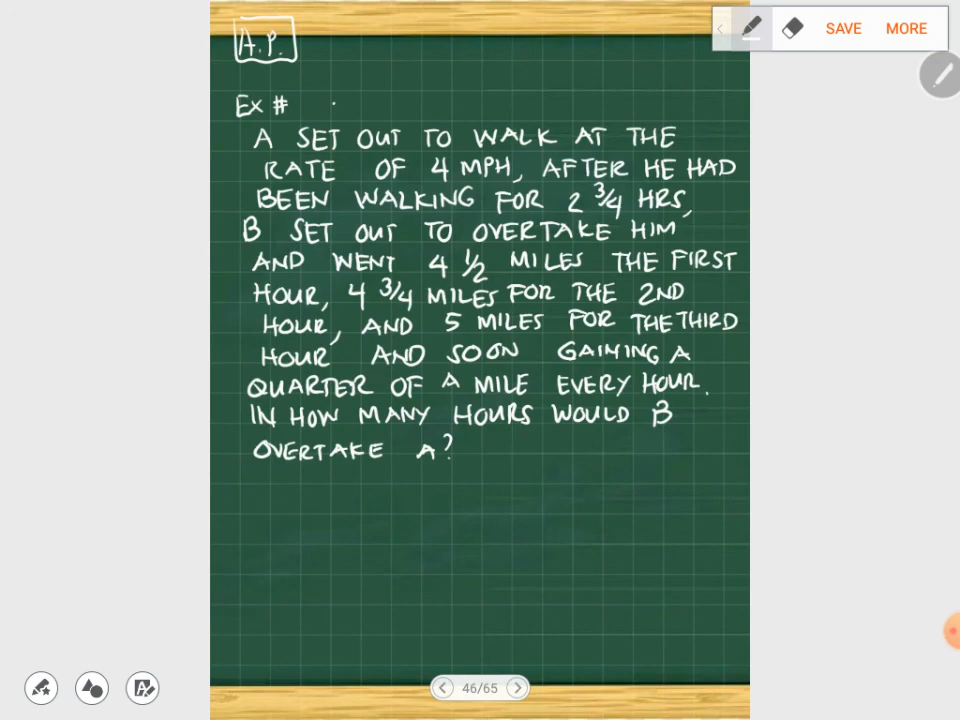 A.P.
SAVE MORE
Ex #
A SET OUT TO WALK AT THE
RATE OF 4 MPH, AFTER HE HAD
BEEN WALKING FOR 2 3/4 HRS,
B SET OUT TO OVERTAKE HIM
AND WENT 4 1/2 MILES THE FIRST
HOUR, 4 3/4 MILES FOR THE 2ND
HOUR, AND 5 MILES FOR THE THIRD
HOUR AND SOON GAINING A
QUARTER OF A MILE EVERY HOUR.
IN HOW MANY HOURS WOULD B
OVERTAKE A?
46/65